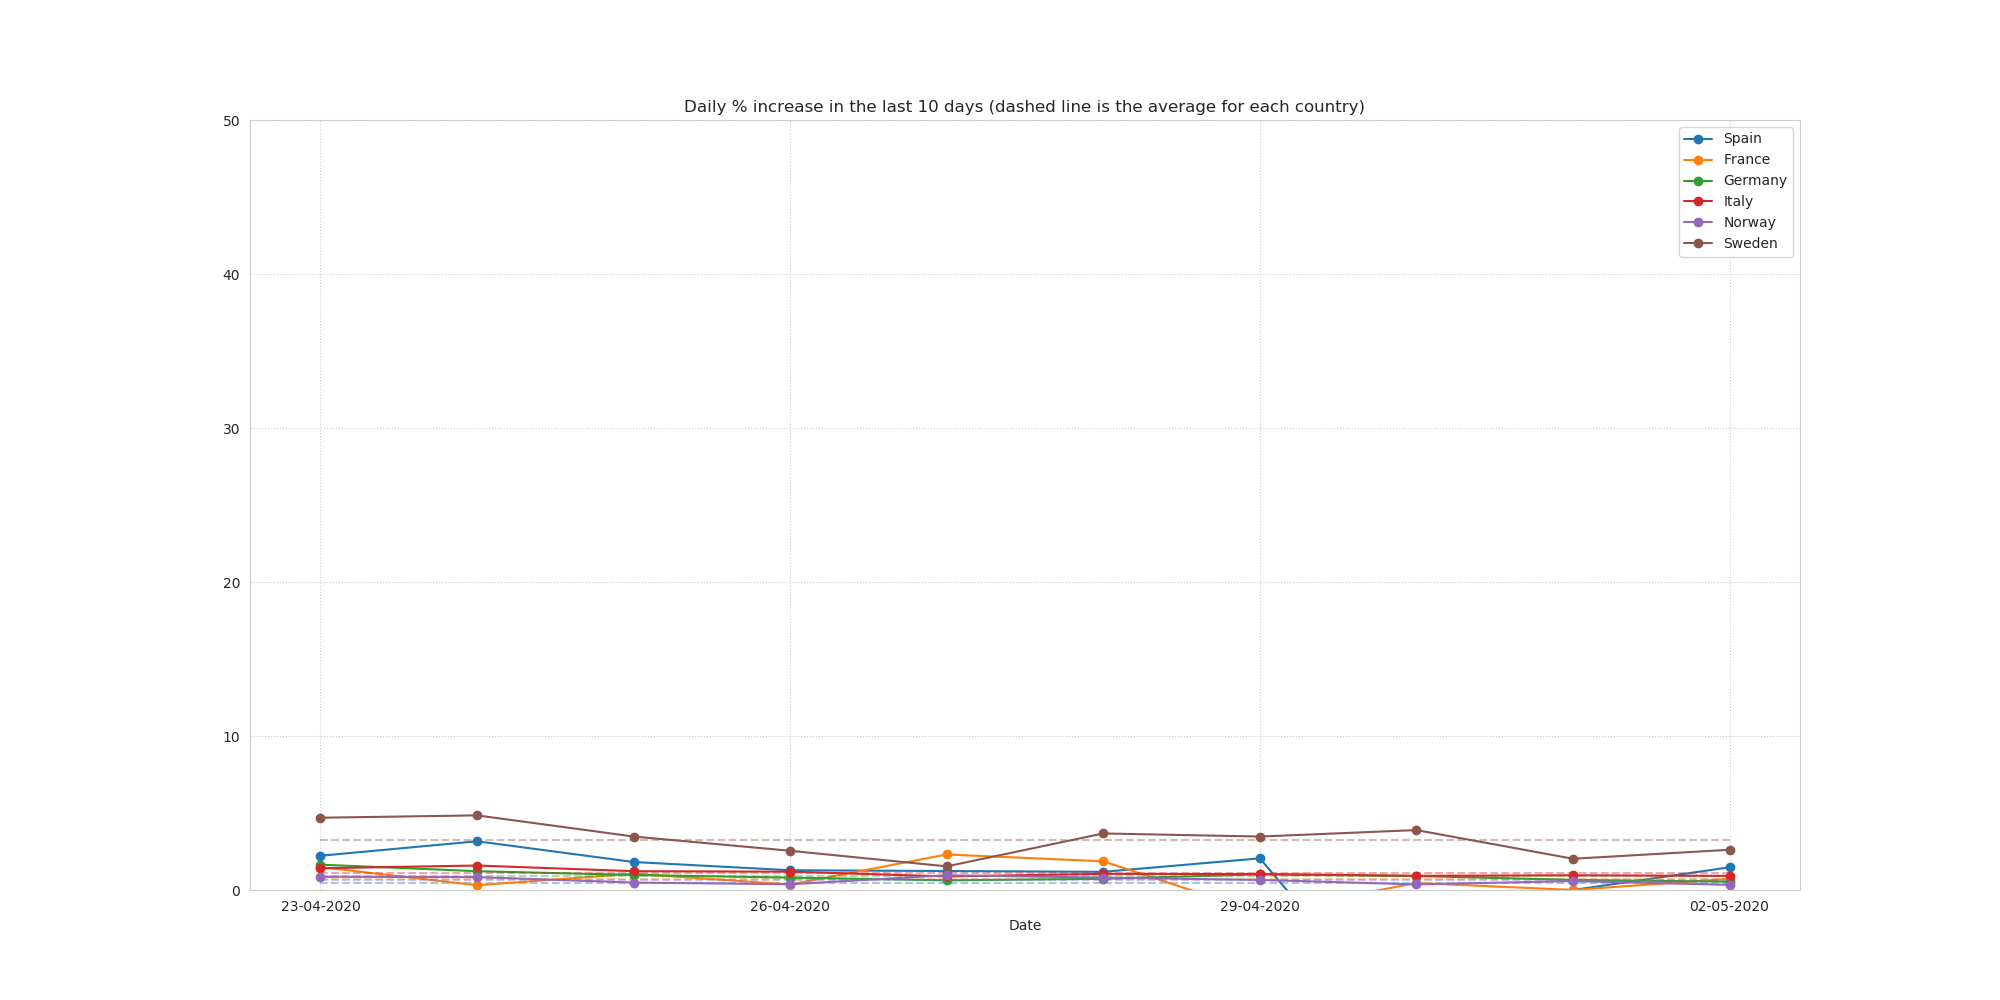 Daily % increase in the last 10 days (dashed line is the average for each country)
50
40
30
20
10
0
Spain
France
Germany
Italy
Norway
Sweden
23-04-2020
26-04-2020
29-04-2020
02-05-2020
Date